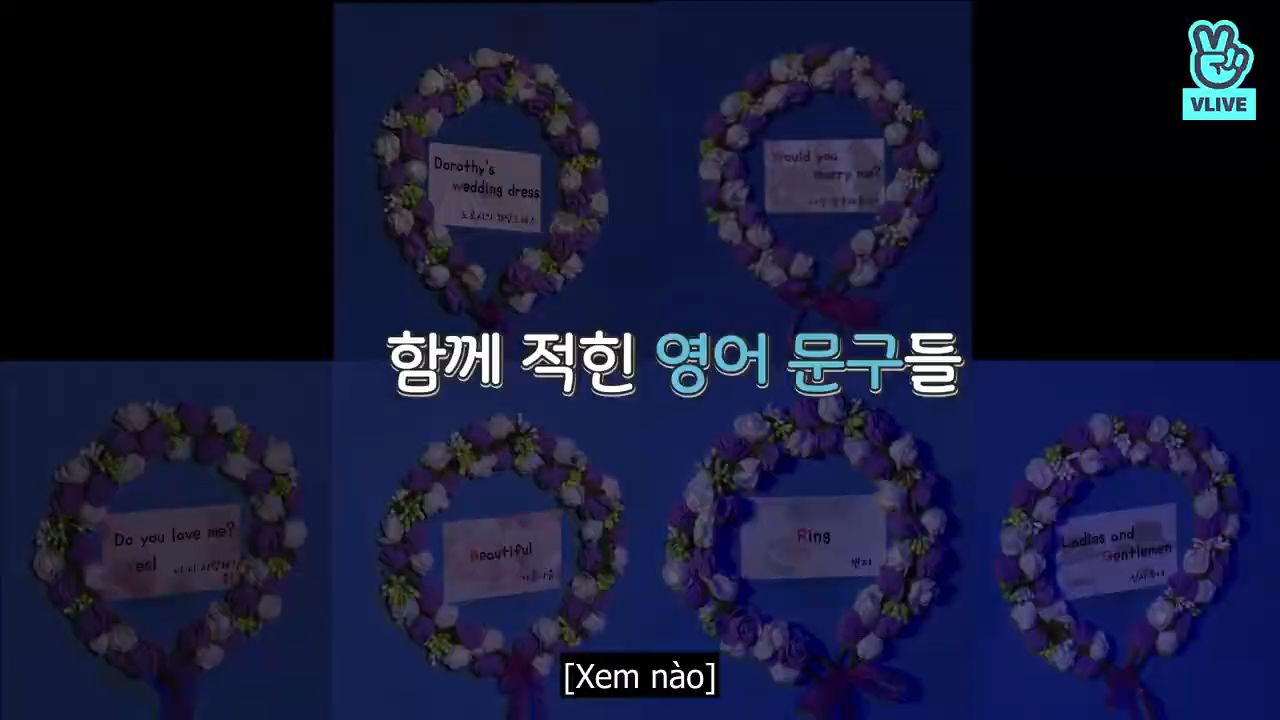 VLIVE
Dorothy's
wedding dress
Would you
marry me?
함께 적힌 영어 문구들
Do you love me?
Yes!
Beautiful
Ring
반지
Ladies and
Gentlemen
[Xem nào]